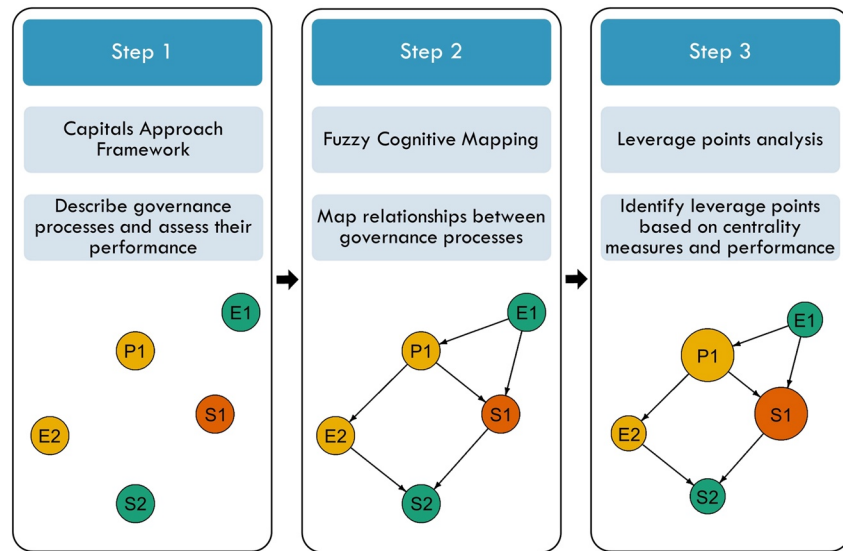 Step 1
Capitals Approach
Framework
Describe governance
processes and assess their
performance
E1
P1
S1
E2
S2
Step 2
Fuzzy Cognitive Mapping
Map relationships between
governance processes
E1
P1
S1
E2
S2
Step 3
Leverage points analysis
Identify leverage points
based on centrality
measures and performance
E1
P1
S1
E2
S2